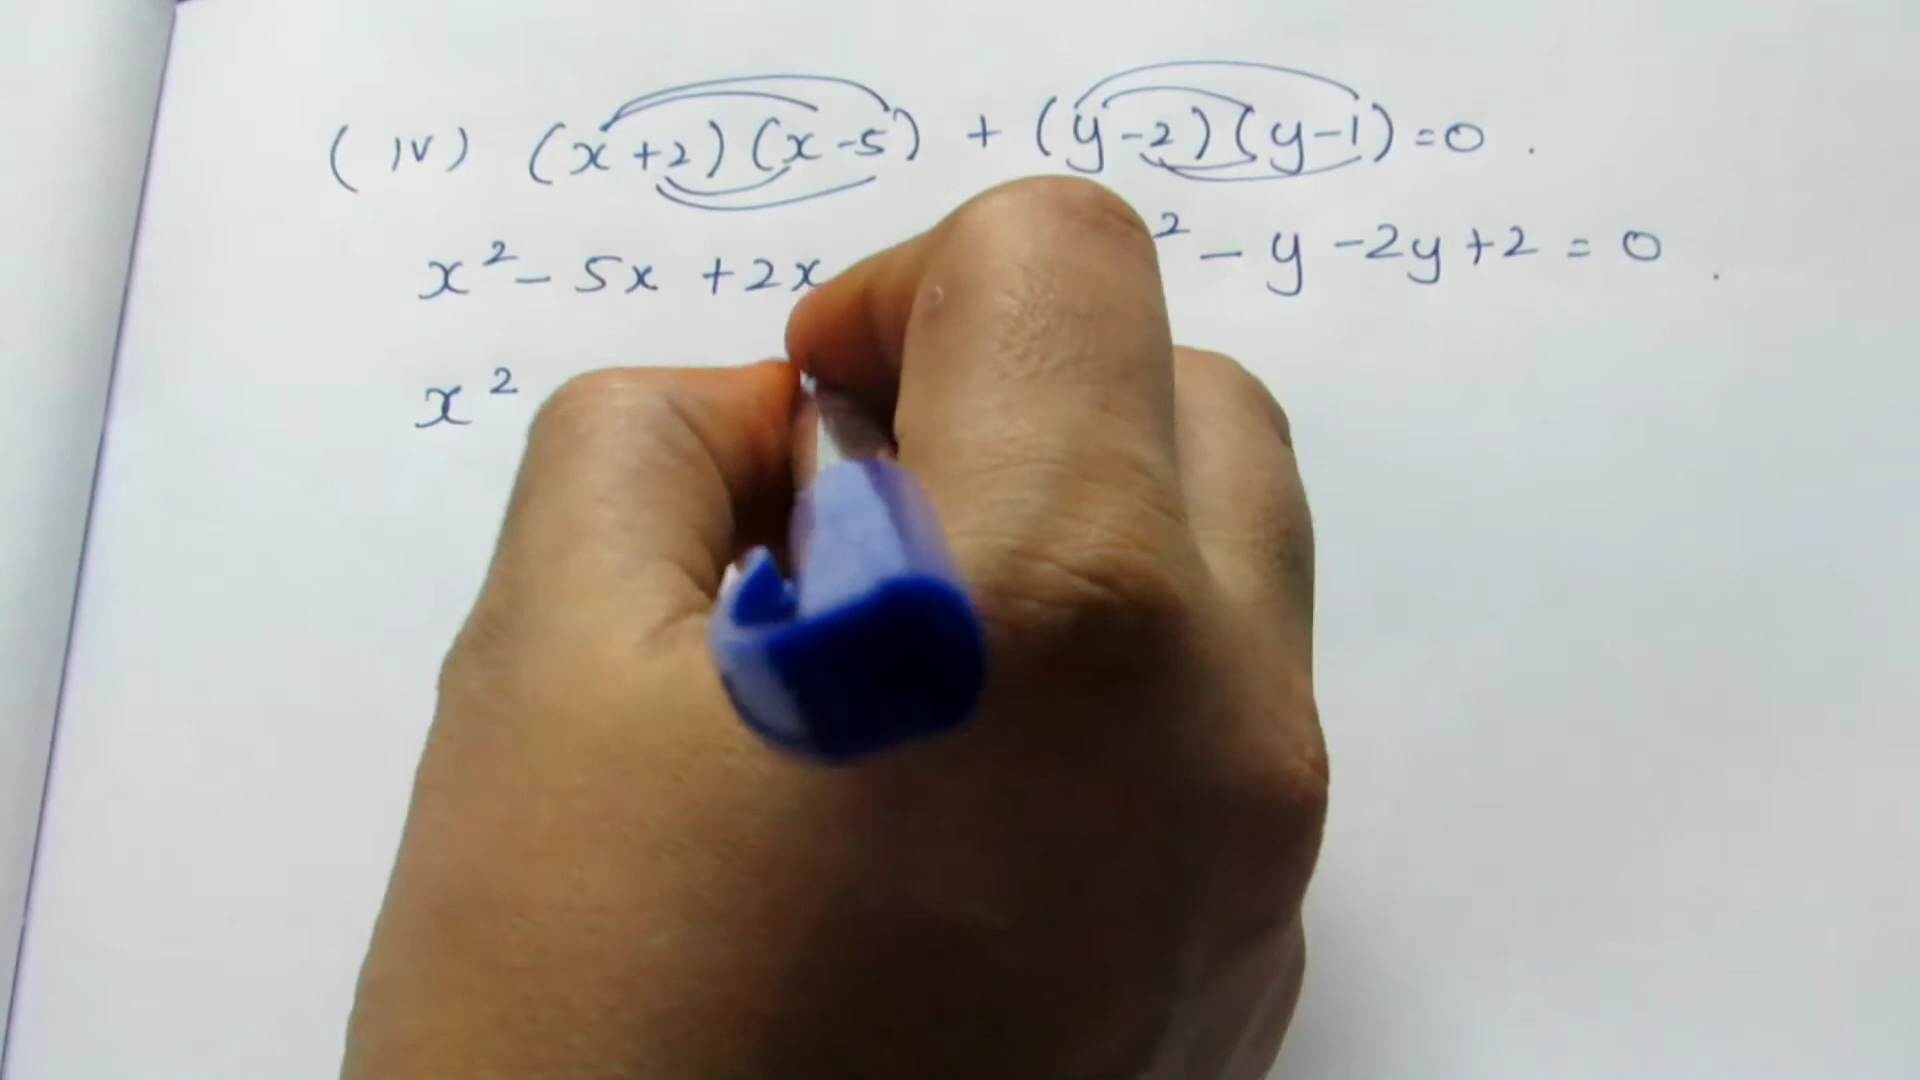 (IV) (x+2)(x-5) + (y-2)(y-1)=0 .
x² - 5x +2x ² - y -2y +2 = 0 .
x²